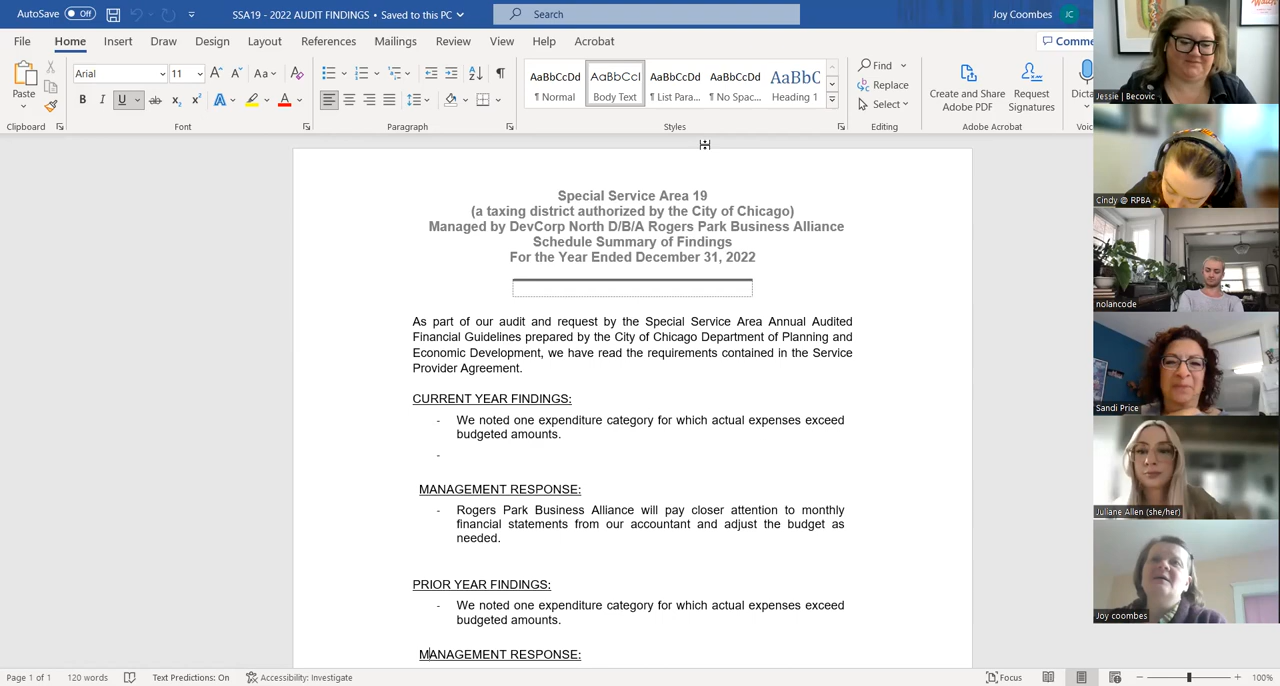 AutoSave Off SSA19 - 2022 AUDIT FINDINGS • Saved to this PC Search Joy Coombes JC
File Home Insert Draw Design Layout References Mailings Review View Help Acrobat Comme
Paste Arial 11 Aa A B I U ab x₂ x² A A AaBbCcDd AaBbCcI AaBbCcDd AaBbCcDd AaBbC Find
¶ Normal Body Text ¶ List Para... ¶ No Spac... Heading 1 Replace Create and Share Request Dicta
Select Adobe PDF Signatures
Clipboard Font Paragraph Styles Editing Adobe Acrobat Voic
Jessie | Becovic
Special Service Area 19
(a taxing district authorized by the City of Chicago)
Managed by DevCorp North D/B/A Rogers Park Business Alliance
Schedule Summary of Findings
For the Year Ended December 31, 2022
Cindy @ RPBA
nolancode
As part of our audit and request by the Special Service Area Annual Audited
Financial Guidelines prepared by the City of Chicago Department of Planning and
Economic Development, we have read the requirements contained in the Service
Provider Agreement.
CURRENT YEAR FINDINGS:
- We noted one expenditure category for which actual expenses exceed
budgeted amounts.
-
Sandi Price
MANAGEMENT RESPONSE:
- Rogers Park Business Alliance will pay closer attention to monthly
financial statements from our accountant and adjust the budget as
needed.
Juliane Allen (she/her)
PRIOR YEAR FINDINGS:
- We noted one expenditure category for which actual expenses exceed
budgeted amounts.
Joy coombes
MANAGEMENT RESPONSE:
Page 1 of 1 120 words Text Predictions: On Accessibility: Investigate Focus 100%